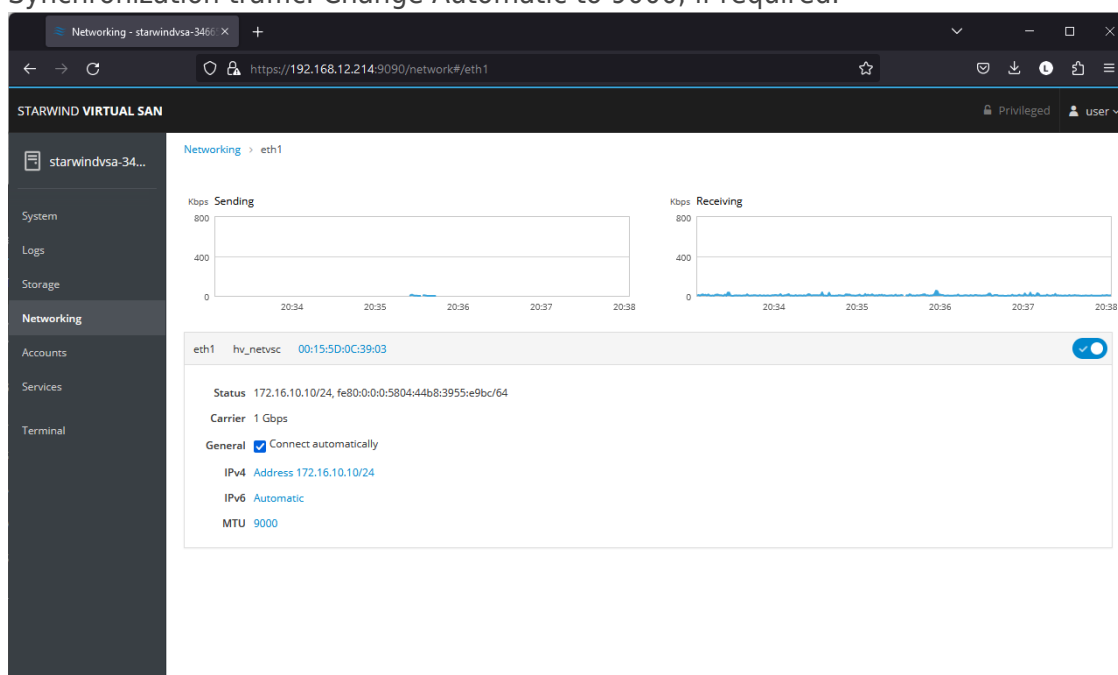 Synchronization traffic. Change Automatic to 9000, if required.
Networking - starwindvsa-3466
https://192.168.12.214:9090/network#/eth1
L
STARWIND VIRTUAL SAN
Privileged
user
starwindvsa-34...
System
Logs
Storage
Networking
Accounts
Services
Terminal
Networking > eth1
Kbps Sending
800
400
0
20:34 20:35 20:36 20:37 20:38
Kbps Receiving
800
400
0
20:34 20:35 20:36 20:37 20:38
eth1 hv_netvsc 00:15:5D:0C:39:03
Status 172.16.10.10/24, fe80:0:0:0:5804:44b8:3955:e9bc/64
Carrier 1 Gbps
General Connect automatically
IPv4 Address 172.16.10.10/24
IPv6 Automatic
MTU 9000